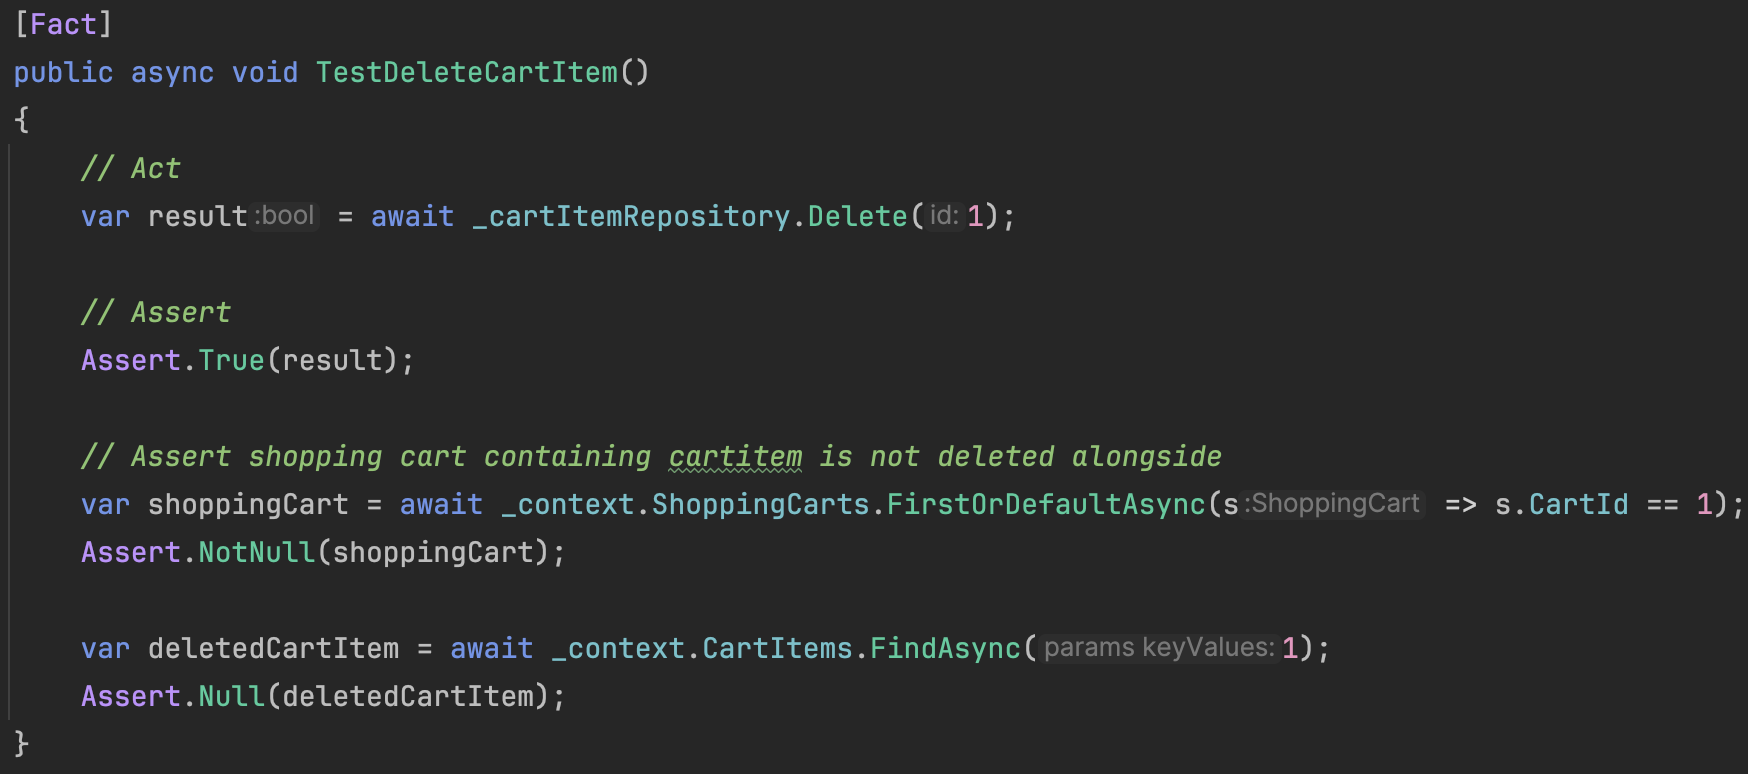 [Fact]
public async void TestDeleteCartItem()
{
    // Act
    var result:bool = await _cartItemRepository.Delete(id:1);

    // Assert
    Assert.True(result);

    // Assert shopping cart containing cartitem is not deleted alongside
    var shoppingCart = await _context.ShoppingCarts.FirstOrDefaultAsync(s:ShoppingCart => s.CartId == 1);
    Assert.NotNull(shoppingCart);

    var deletedCartItem = await _context.CartItems.FindAsync(params keyValues:1);
    Assert.Null(deletedCartItem);
}